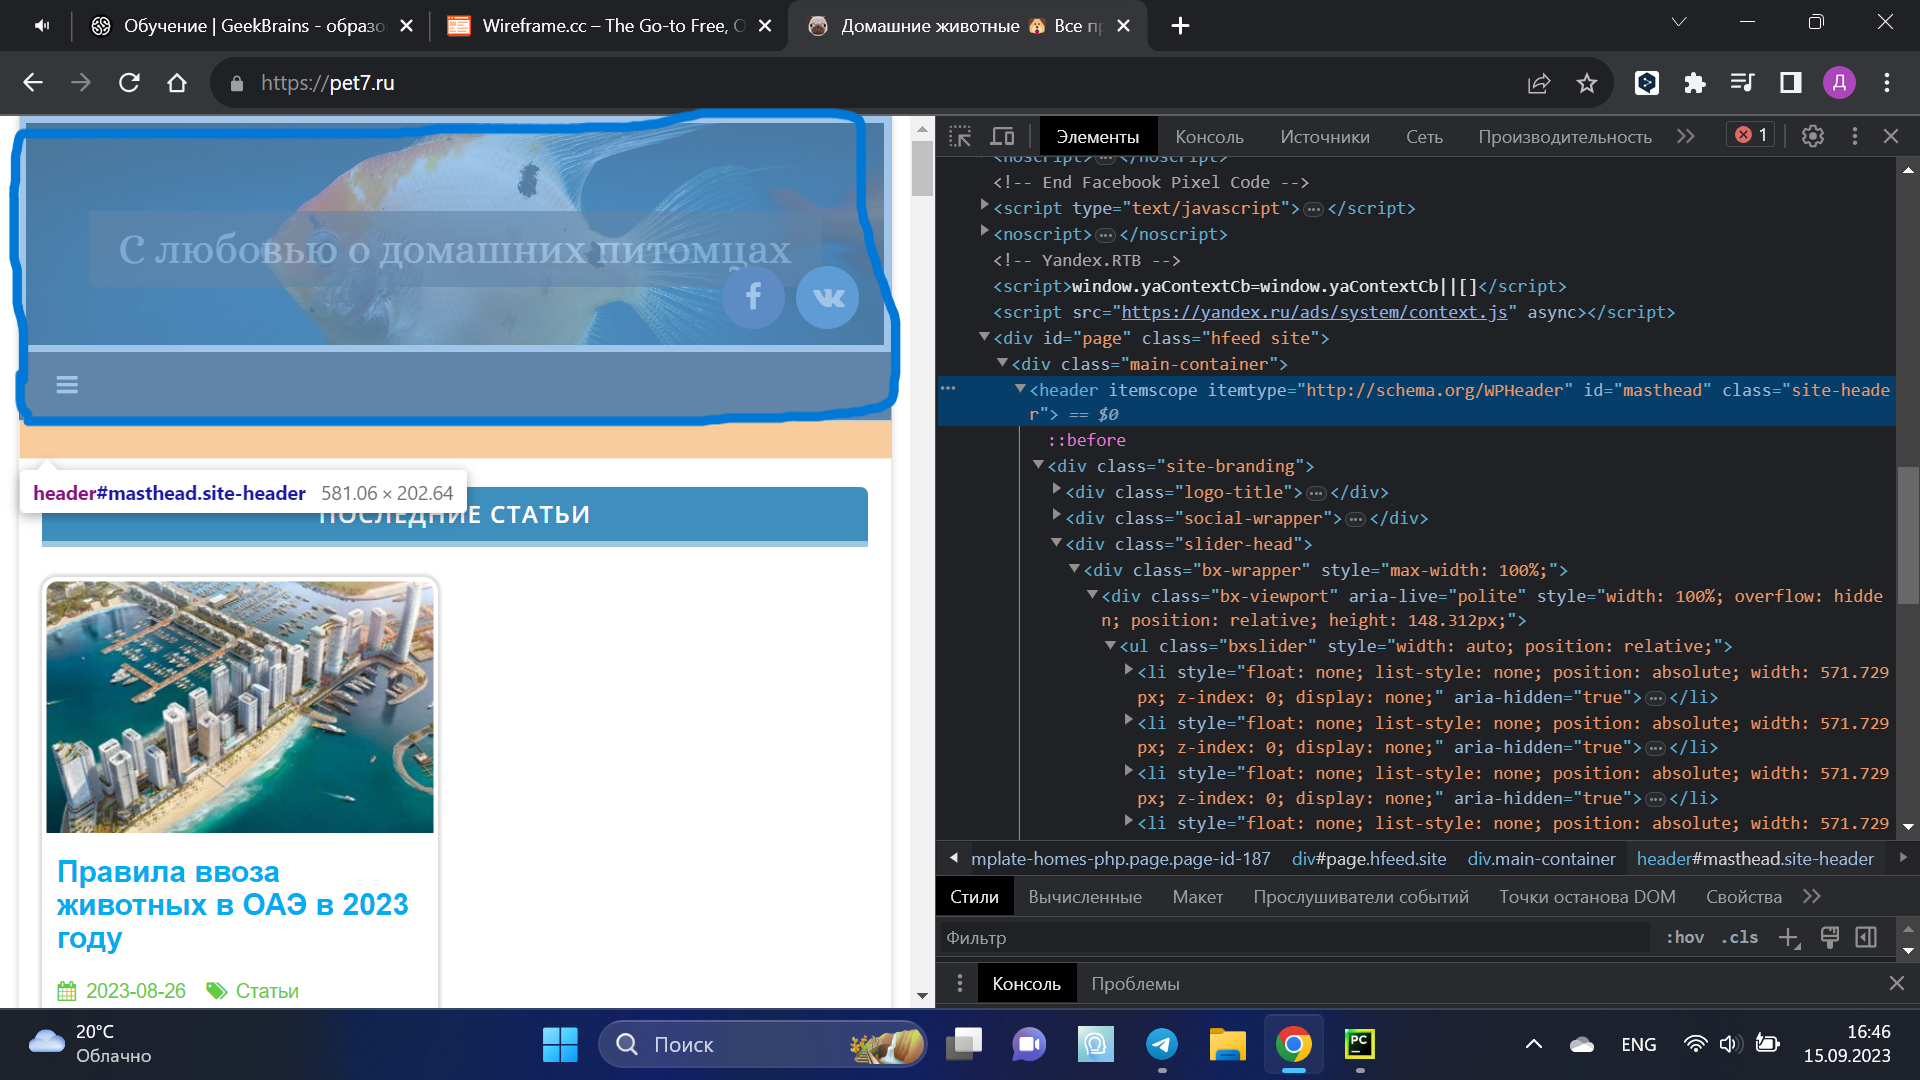 Обучение | GeekBrains - образо
Wireframe.cc – The Go-to Free, O
Домашние животные 🐶 Все пр
https://pet7.ru
Д
С любовью о домашних питомцах
header#masthead.site-header 581.06 × 202.64
ПОСЛЕДНИЕ СТАТЬИ
Правила ввоза
животных в ОАЭ в 2023
году
2023-08-26 Статьи
Элементы Консоль Источники Сеть Производительность 1
<noscript>…</noscript>
<!-- End Facebook Pixel Code -->
<script type="text/javascript">…</script>
<noscript>…</noscript>
<!-- Yandex.RTB -->
<script>window.yaContextCb=window.yaContextCb||[]</script>
<script src="https://yandex.ru/ads/system/context.js" async></script>
<div id="page" class="hfeed site">
<div class="main-container">
<header itemscope itemtype="http://schema.org/WPHeader" id="masthead" class="site-heade
r"> == $0
::before
<div class="site-branding">
<div class="logo-title">…</div>
<div class="social-wrapper">…</div>
<div class="slider-head">
<div class="bx-wrapper" style="max-width: 100%;">
<div class="bx-viewport" aria-live="polite" style="width: 100%; overflow: hidde
n; position: relative; height: 148.312px;">
<ul class="bxslider" style="width: auto; position: relative;">
<li style="float: none; list-style: none; position: absolute; width: 571.729
px; z-index: 0; display: none;" aria-hidden="true">…</li>
<li style="float: none; list-style: none; position: absolute; width: 571.729
px; z-index: 0; display: none;" aria-hidden="true">…</li>
<li style="float: none; list-style: none; position: absolute; width: 571.729
px; z-index: 0; display: none;" aria-hidden="true">…</li>
<li style="float: none; list-style: none; position: absolute; width: 571.729
mplate-homes-php.page.page-id-187 div#page.hfeed.site div.main-container header#masthead.site-header
Стили Вычисленные Макет Прослушиватели событий Точки останова DOM Свойства
Фильтр :hov .cls
Консоль Проблемы
20°C
Облачно
Поиск
PC
ENG
16:46
15.09.2023